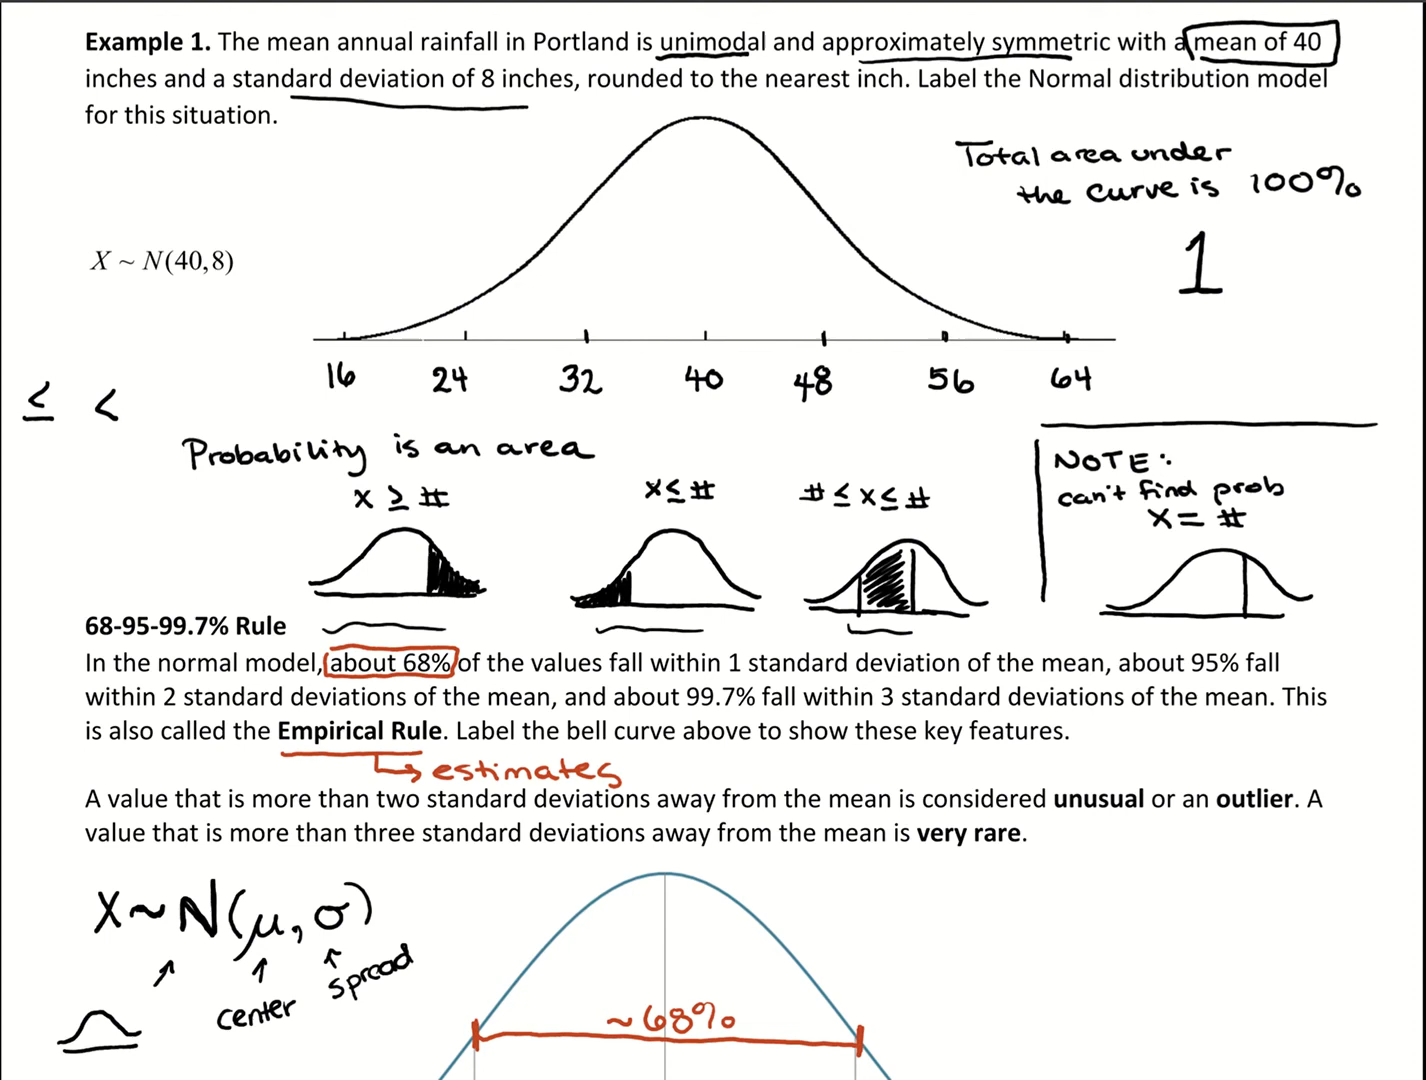 Example 1. The mean annual rainfall in Portland is unimodal and approximately symmetric with a mean of 40
inches and a standard deviation of 8 inches, rounded to the nearest inch. Label the Normal distribution model
for this situation.
Total area under
the curve is 100%
1
X ~ N(40,8)
16 24 32 40 48 56 64
≤ <
Probability is an area
x ≥ #
x ≤ #
# ≤ x ≤ #
NOTE:
can't find prob
x = #
68-95-99.7% Rule
In the normal model, about 68% of the values fall within 1 standard deviation of the mean, about 95% fall
within 2 standard deviations of the mean, and about 99.7% fall within 3 standard deviations of the mean. This
is also called the Empirical Rule. Label the bell curve above to show these key features.
estimates
A value that is more than two standard deviations away from the mean is considered unusual or an outlier. A
value that is more than three standard deviations away from the mean is very rare.
X~N(μ, σ)
center spread
~68%